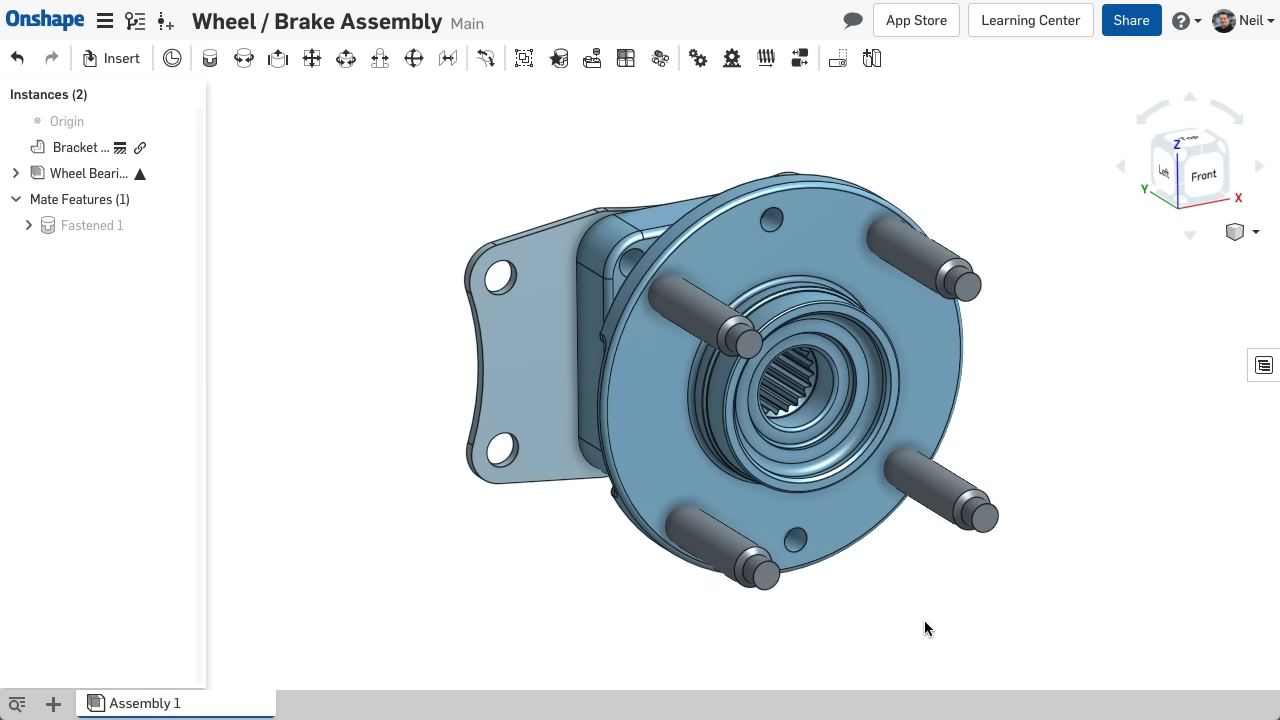 Onshape Wheel / Brake Assembly Main App Store Learning Center Share Neil
Insert
Instances (2)
Origin
Bracket ...
Wheel Beari...
Mate Features (1)
Fastened 1
Top
Z
Left Front
Y
X
Assembly 1